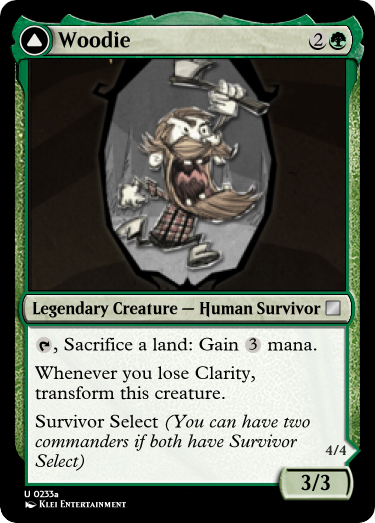 Woodie 2
Legendary Creature — Human Survivor
, Sacrifice a land: Gain 3 mana.
Whenever you lose Clarity,
transform this creature.
Survivor Select (You can have two
commanders if both have Survivor
Select)
4/4
3/3
U 0233a
Klei Entertainment